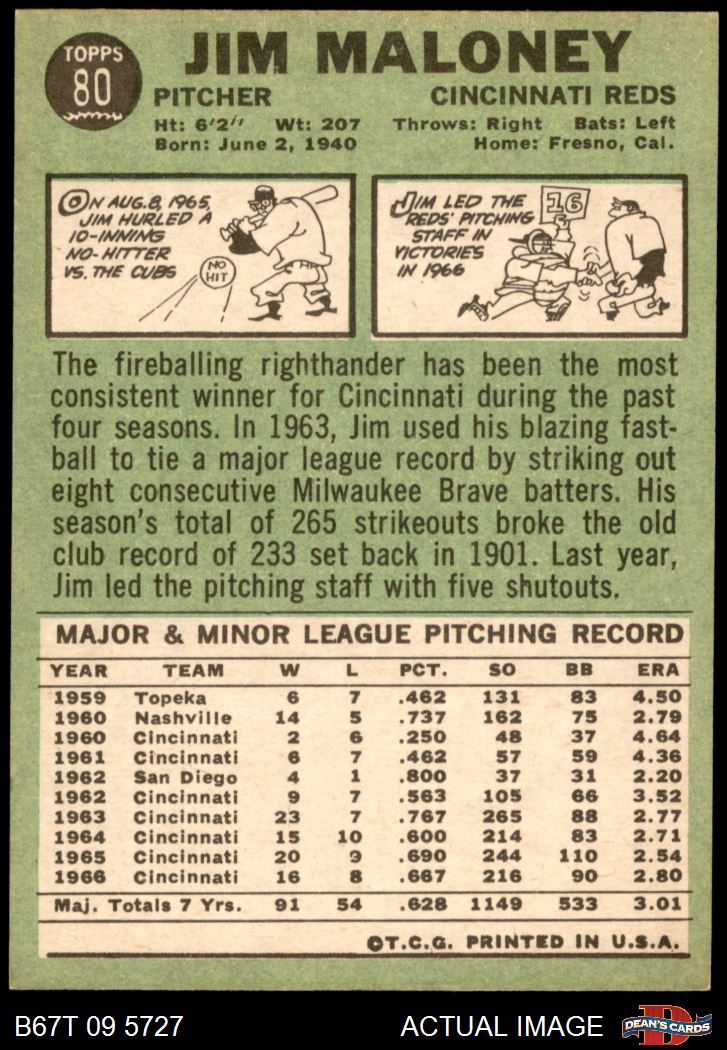 TOPPS
80
JIM MALONEY
PITCHER CINCINNATI REDS
Ht: 6'2" Wt: 207 Throws: Right Bats: Left
Born: June 2, 1940 Home: Fresno, Cal.
ON AUG. 8, 1965,
JIM HURLED A
10-INNING
NO-HITTER
VS. THE CUBS
NO
HIT
JIM LED THE
REDS' PITCHING
STAFF IN
VICTORIES
IN 1966
16
The fireballing righthander has been the most
consistent winner for Cincinnati during the past
four seasons. In 1963, Jim used his blazing fast-
ball to tie a major league record by striking out
eight consecutive Milwaukee Brave batters. His
season's total of 265 strikeouts broke the old
club record of 233 set back in 1901. Last year,
Jim led the pitching staff with five shutouts.
MAJOR & MINOR LEAGUE PITCHING RECORD
YEAR TEAM W L PCT. SO BB ERA
1959 Topeka 6 7 .462 131 83 4.50
1960 Nashville 14 5 .737 162 75 2.79
1960 Cincinnati 2 6 .250 48 37 4.64
1961 Cincinnati 6 7 .462 57 59 4.36
1962 San Diego 4 1 .800 37 31 2.20
1962 Cincinnati 9 7 .563 105 66 3.52
1963 Cincinnati 23 7 .767 265 88 2.77
1964 Cincinnati 15 10 .600 214 83 2.71
1965 Cincinnati 20 9 .690 244 110 2.54
1966 Cincinnati 16 8 .667 216 90 2.80
Maj. Totals 7 Yrs. 91 54 .628 1149 533 3.01
©T.C.G. PRINTED IN U.S.A.
B67T 09 5727 ACTUAL IMAGE
D
DEAN'S CARDS